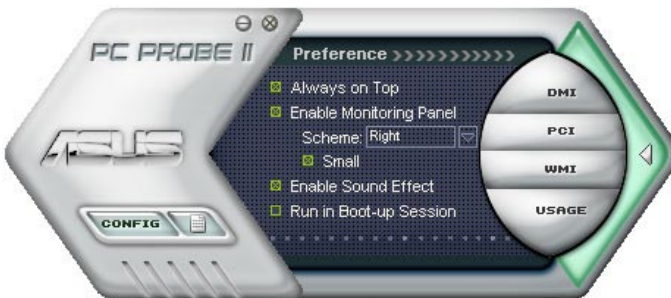 PC PROBE II
Preference >>>>>>>>>>>
Always on Top
Enable Monitoring Panel
Scheme: Right
Small
Enable Sound Effect
Run in Boot-up Session
ASUS
CONFIG
DMI
PCI
WMI
USAGE